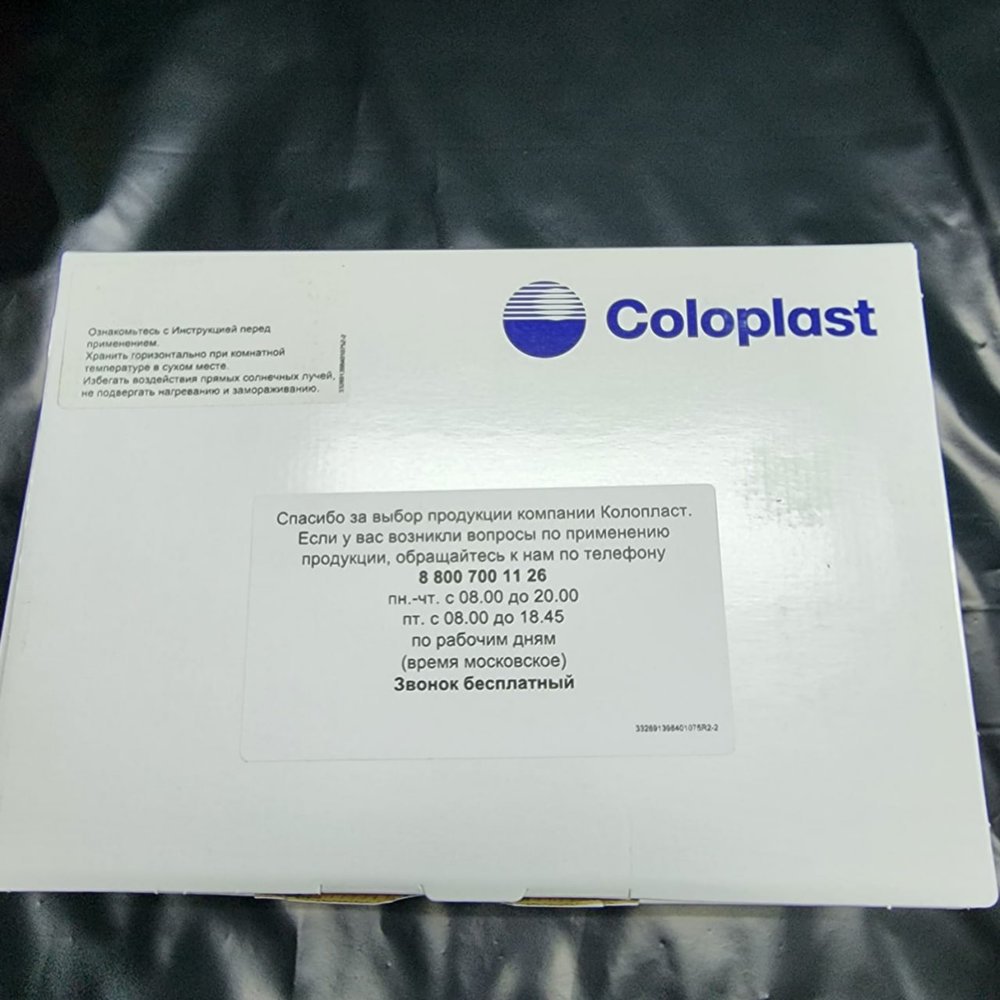 Coloplast
Ознакомьтесь с Инструкцией перед
применением.
Хранить горизонтально при комнатной
температуре в сухом месте.
Избегать воздействия прямых солнечных лучей,
не подвергать нагреванию и замораживанию.
Спасибо за выбор продукции компании Колопласт.
Если у вас возникли вопросы по применению
продукции, обращайтесь к нам по телефону
8 800 700 11 26
пн.-чт. с 08.00 до 20.00
пт. с 08.00 до 18.45
по рабочим дням
(время московское)
Звонок бесплатный